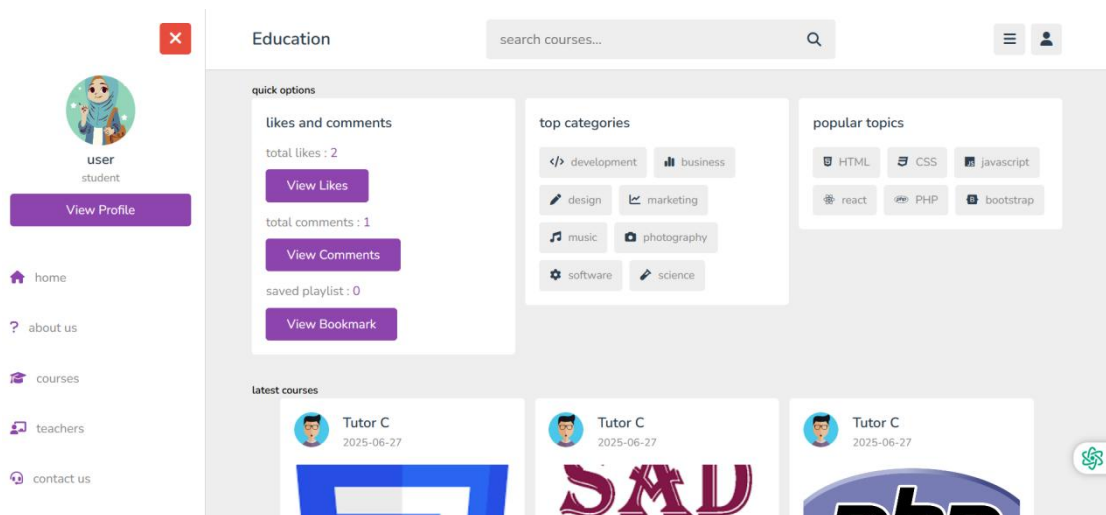 Education
search courses...
user
student
View Profile
home
about us
courses
teachers
contact us
quick options
likes and comments
total likes : 2
View Likes
total comments : 1
View Comments
saved playlist : 0
View Bookmark
top categories
</> development
business
design
marketing
music
photography
software
science
popular topics
HTML
CSS
javascript
react
PHP
bootstrap
latest courses
Tutor C
2025-06-27
Tutor C
2025-06-27
SAD
Tutor C
2025-06-27
php